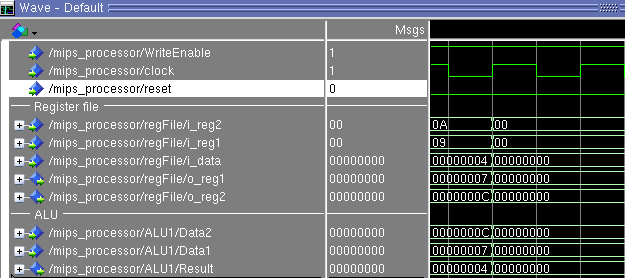 Wave - Default
Msgs
/mips_processor/WriteEnable 1
/mips_processor/clock 1
/mips_processor/reset 0
Register file
/mips_processor/regFile/i_reg2 00 0A 00
/mips_processor/regFile/i_reg1 00 09 00
/mips_processor/regFile/i_data 00000000 00000004 00000000
/mips_processor/regFile/o_reg1 00000000 00000007 00000000
/mips_processor/regFile/o_reg2 00000000 0000000C 00000000
ALU
/mips_processor/ALU1/Data2 00000000 0000000C 00000000
/mips_processor/ALU1/Data1 00000000 00000007 00000000
/mips_processor/ALU1/Result 00000000 00000004 00000000